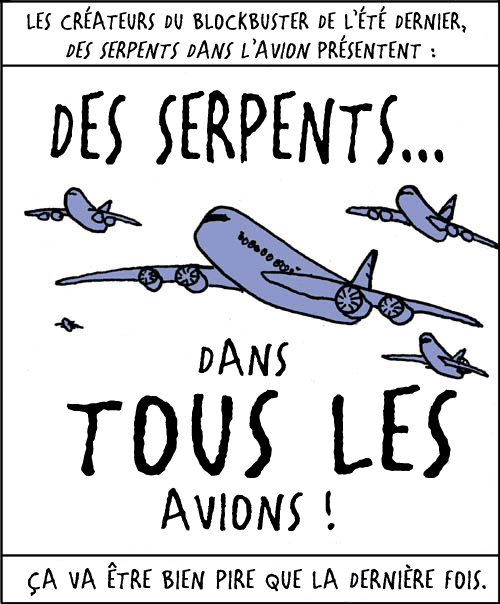 LES CRÉATEURS DU BLOCKBUSTER DE L'ÉTÉ DERNIER,
DES SERPENTS DANS L'AVION PRÉSENTENT :
DES SERPENTS...
DANS
TOUS LES
AVIONS !
ÇA VA ÊTRE BIEN PIRE QUE LA DERNIÈRE FOIS.